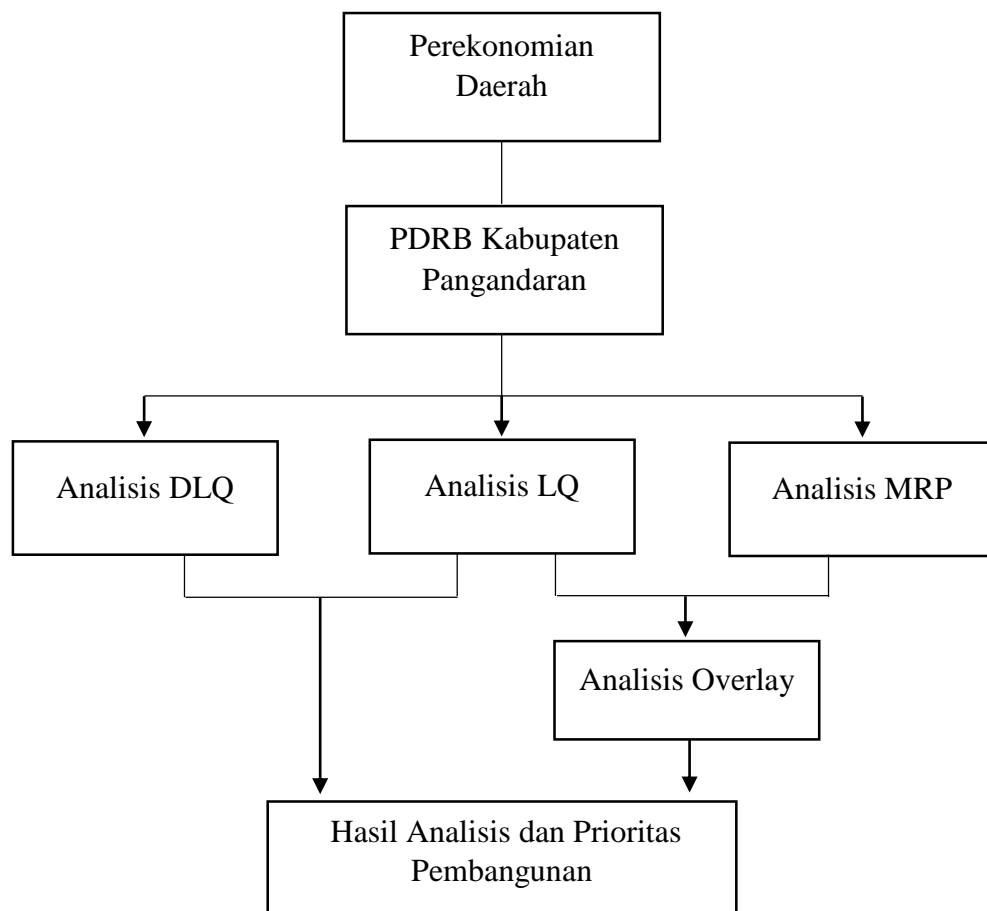 Perekonomian
Daerah
PDRB Kabupaten
Pangandaran
Analisis DLQ
Analisis LQ
Analisis MRP
Analisis Overlay
Hasil Analisis dan Prioritas
Pembangunan